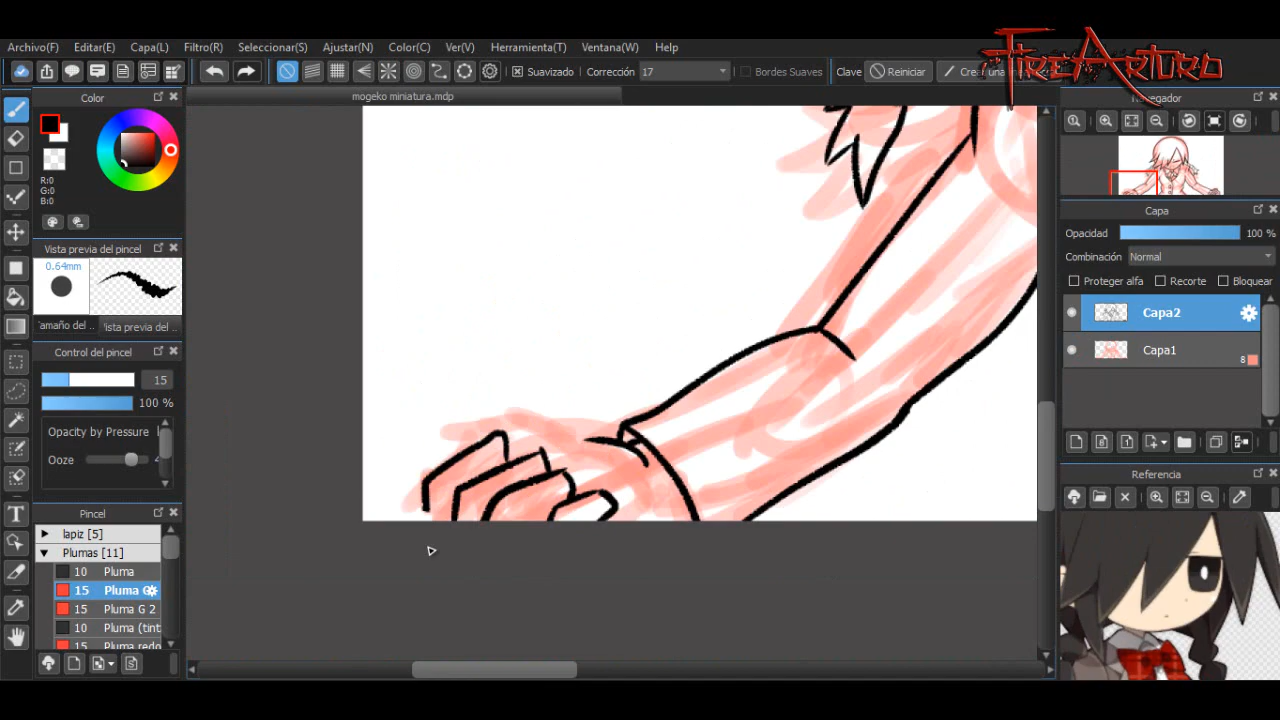 Archivo(F) Editar(E) Capa(L) Filtro(R) Seleccionar(S) Ajustar(N) Color(C) Ver(V) Herramienta(T) Ventana(W) Help
FireArturo
Suavizado Corrección 17 Bordes Suaves Clave Reiniciar
mogeko miniatura.mdp
Color
R:0
G:0
B:0
Vista previa del pincel
0.64mm
Control del pincel
15
100 %
Opacity by Pressure
Ooze
Pincel
lapiz [5]
Plumas [11]
10 Pluma
15 Pluma G
15 Pluma G 2
10 Pluma (tint
15 Pluma redo
Navegador
Capa
Opacidad 100 %
Combinación Normal
Proteger alfa Recorte Bloquear
Capa2
Capa1
8
Referencia